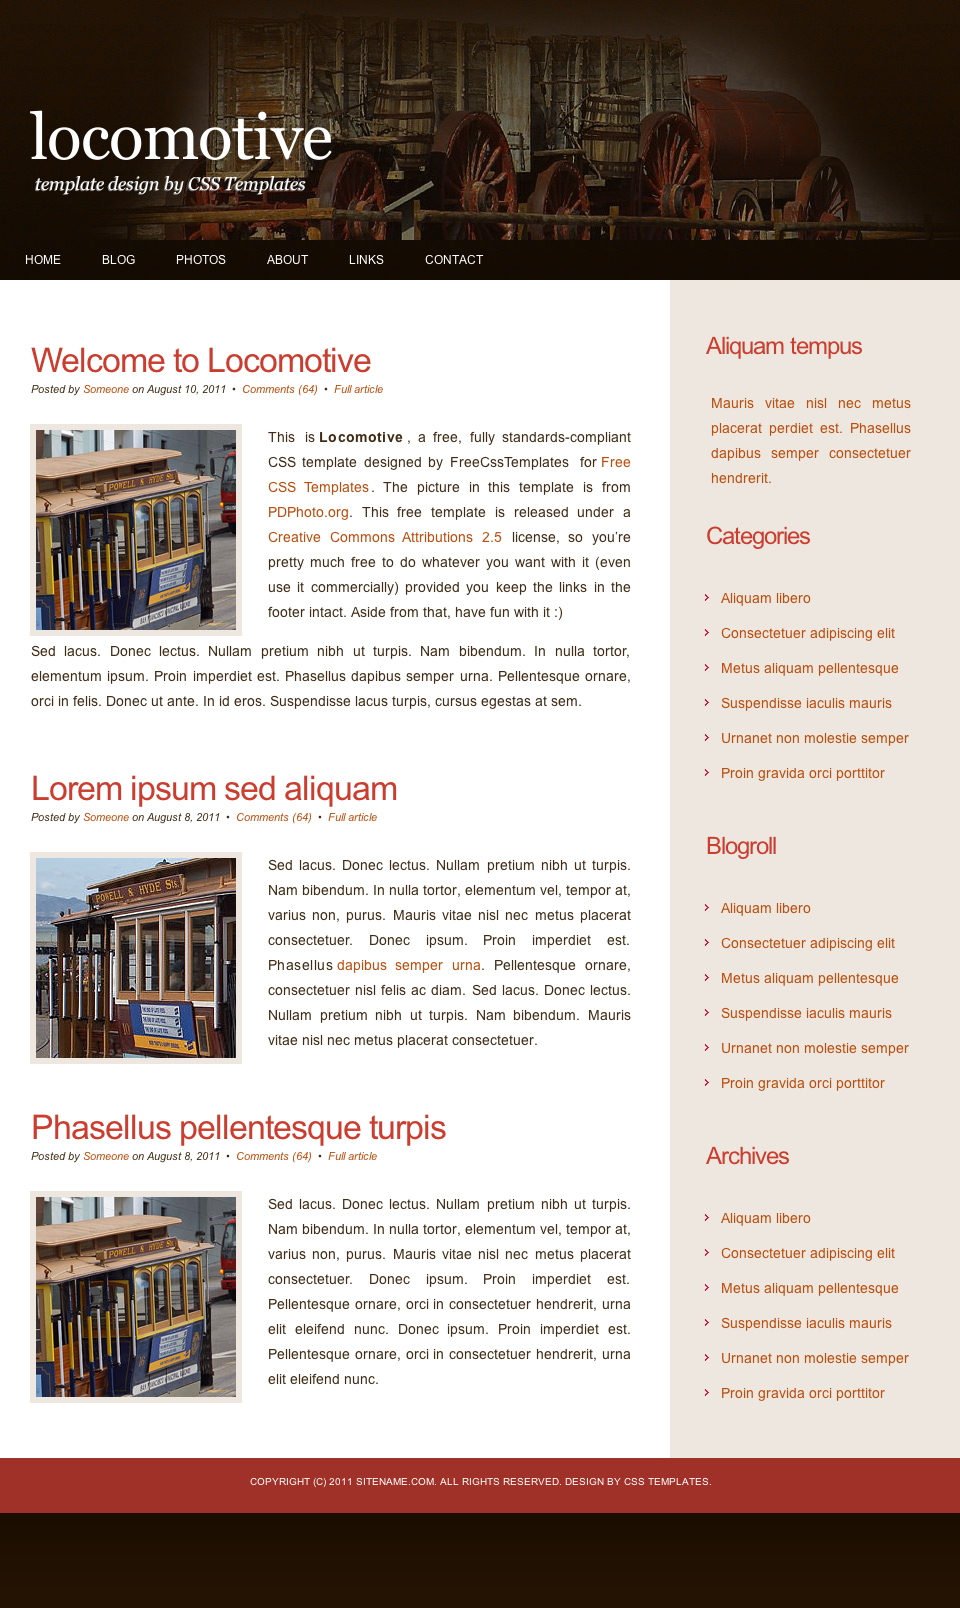 locomotive
template design by CSS Templates
HOME BLOG PHOTOS ABOUT LINKS CONTACT
Welcome to Locomotive
Posted by Someone on August 10, 2011 • Comments (64) • Full article
POWELL & HYDE Sts.
This is Locomotive , a free, fully standards-compliant
CSS template designed by FreeCssTemplates for Free
CSS Templates. The picture in this template is from
PDPhoto.org. This free template is released under a
Creative Commons Attributions 2.5 license, so you're
pretty much free to do whatever you want with it (even
use it commercially) provided you keep the links in the
footer intact. Aside from that, have fun with it :)
Sed lacus. Donec lectus. Nullam pretium nibh ut turpis. Nam bibendum. In nulla tortor,
elementum ipsum. Proin imperdiet est. Phasellus dapibus semper urna. Pellentesque ornare,
orci in felis. Donec ut ante. In id eros. Suspendisse lacus turpis, cursus egestas at sem.
Lorem ipsum sed aliquam
Posted by Someone on August 8, 2011 • Comments (64) • Full article
POWELL & HYDE Sts.
Sed lacus. Donec lectus. Nullam pretium nibh ut turpis.
Nam bibendum. In nulla tortor, elementum vel, tempor at,
varius non, purus. Mauris vitae nisl nec metus placerat
consectetuer. Donec ipsum. Proin imperdiet est.
Phasellus dapibus semper urna. Pellentesque ornare,
consectetuer nisl felis ac diam. Sed lacus. Donec lectus.
Nullam pretium nibh ut turpis. Nam bibendum. Mauris
vitae nisl nec metus placerat consectetuer.
Phasellus pellentesque turpis
Posted by Someone on August 8, 2011 • Comments (64) • Full article
POWELL & HYDE Sts.
Sed lacus. Donec lectus. Nullam pretium nibh ut turpis.
Nam bibendum. In nulla tortor, elementum vel, tempor at,
varius non, purus. Mauris vitae nisl nec metus placerat
consectetuer. Donec ipsum. Proin imperdiet est.
Pellentesque ornare, orci in consectetuer hendrerit, urna
elit eleifend nunc. Donec ipsum. Proin imperdiet est.
Pellentesque ornare, orci in consectetuer hendrerit, urna
elit eleifend nunc.
Aliquam tempus
Mauris vitae nisl nec metus
placerat perdiet est. Phasellus
dapibus semper consectetuer
hendrerit.
Categories
Aliquam libero
Consectetuer adipiscing elit
Metus aliquam pellentesque
Suspendisse iaculis mauris
Urnanet non molestie semper
Proin gravida orci porttitor
Blogroll
Aliquam libero
Consectetuer adipiscing elit
Metus aliquam pellentesque
Suspendisse iaculis mauris
Urnanet non molestie semper
Proin gravida orci porttitor
Archives
Aliquam libero
Consectetuer adipiscing elit
Metus aliquam pellentesque
Suspendisse iaculis mauris
Urnanet non molestie semper
Proin gravida orci porttitor
COPYRIGHT (C) 2011 SITENAME.COM. ALL RIGHTS RESERVED. DESIGN BY CSS TEMPLATES.